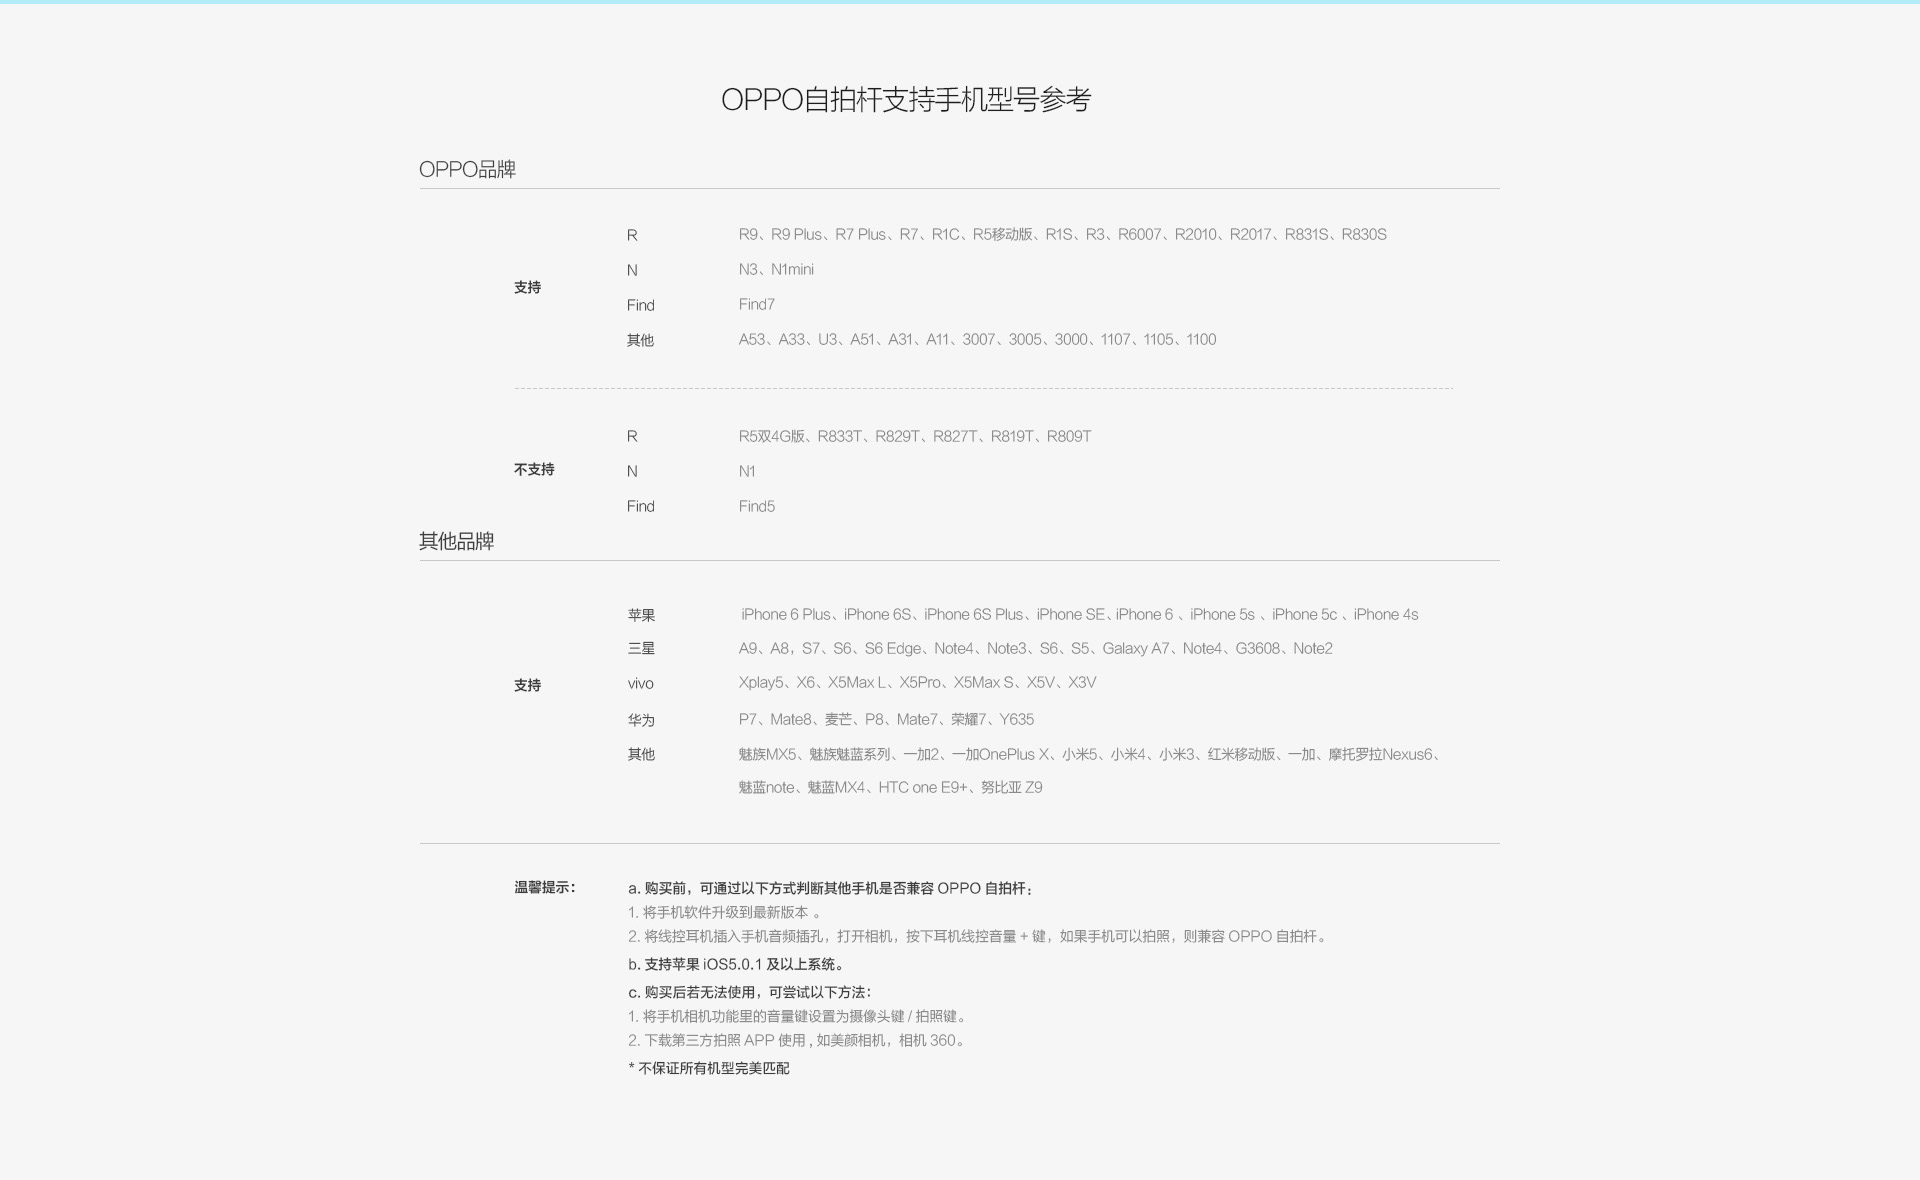 OPPO自拍杆支持手机型号参考
OPPO品牌
支持
R R9、R9 Plus、R7 Plus、R7、R1C、R5移动版、R1S、R3、R6007、R2010、R2017、R831S、R830S
N N3、N1mini
Find Find7
其他 A53、A33、U3、A51、A31、A11、3007、3005、3000、1107、1105、1100
不支持
R R5双4G版、R833T、R829T、R827T、R819T、R809T
N N1
Find Find5
其他品牌
支持
苹果 iPhone 6 Plus、iPhone 6S、iPhone 6S Plus、iPhone SE、iPhone 6 、iPhone 5s 、iPhone 5c 、iPhone 4s
三星 A9、A8，S7、S6、S6 Edge、Note4、Note3、S6、S5、Galaxy A7、Note4、G3608、Note2
vivo Xplay5、X6、X5Max L、X5Pro、X5Max S、X5V、X3V
华为 P7、Mate8、麦芒、P8、Mate7、荣耀7、Y635
其他 魅族MX5、魅族魅蓝系列、一加2、一加OnePlus X、小米5、小米4、小米3、红米移动版、一加、摩托罗拉Nexus6、
魅蓝note、魅蓝MX4、HTC one E9+、努比亚 Z9
温馨提示：
a. 购买前，可通过以下方式判断其他手机是否兼容 OPPO 自拍杆；
1. 将手机软件升级到最新版本 。
2. 将线控耳机插入手机音频插孔，打开相机，按下耳机线控音量 + 键，如果手机可以拍照，则兼容 OPPO 自拍杆。
b. 支持苹果 iOS5.0.1 及以上系统。
c. 购买后若无法使用，可尝试以下方法：
1. 将手机相机功能里的音量键设置为摄像头键 / 拍照键。
2. 下载第三方拍照 APP 使用 , 如美颜相机，相机 360。
* 不保证所有机型完美匹配